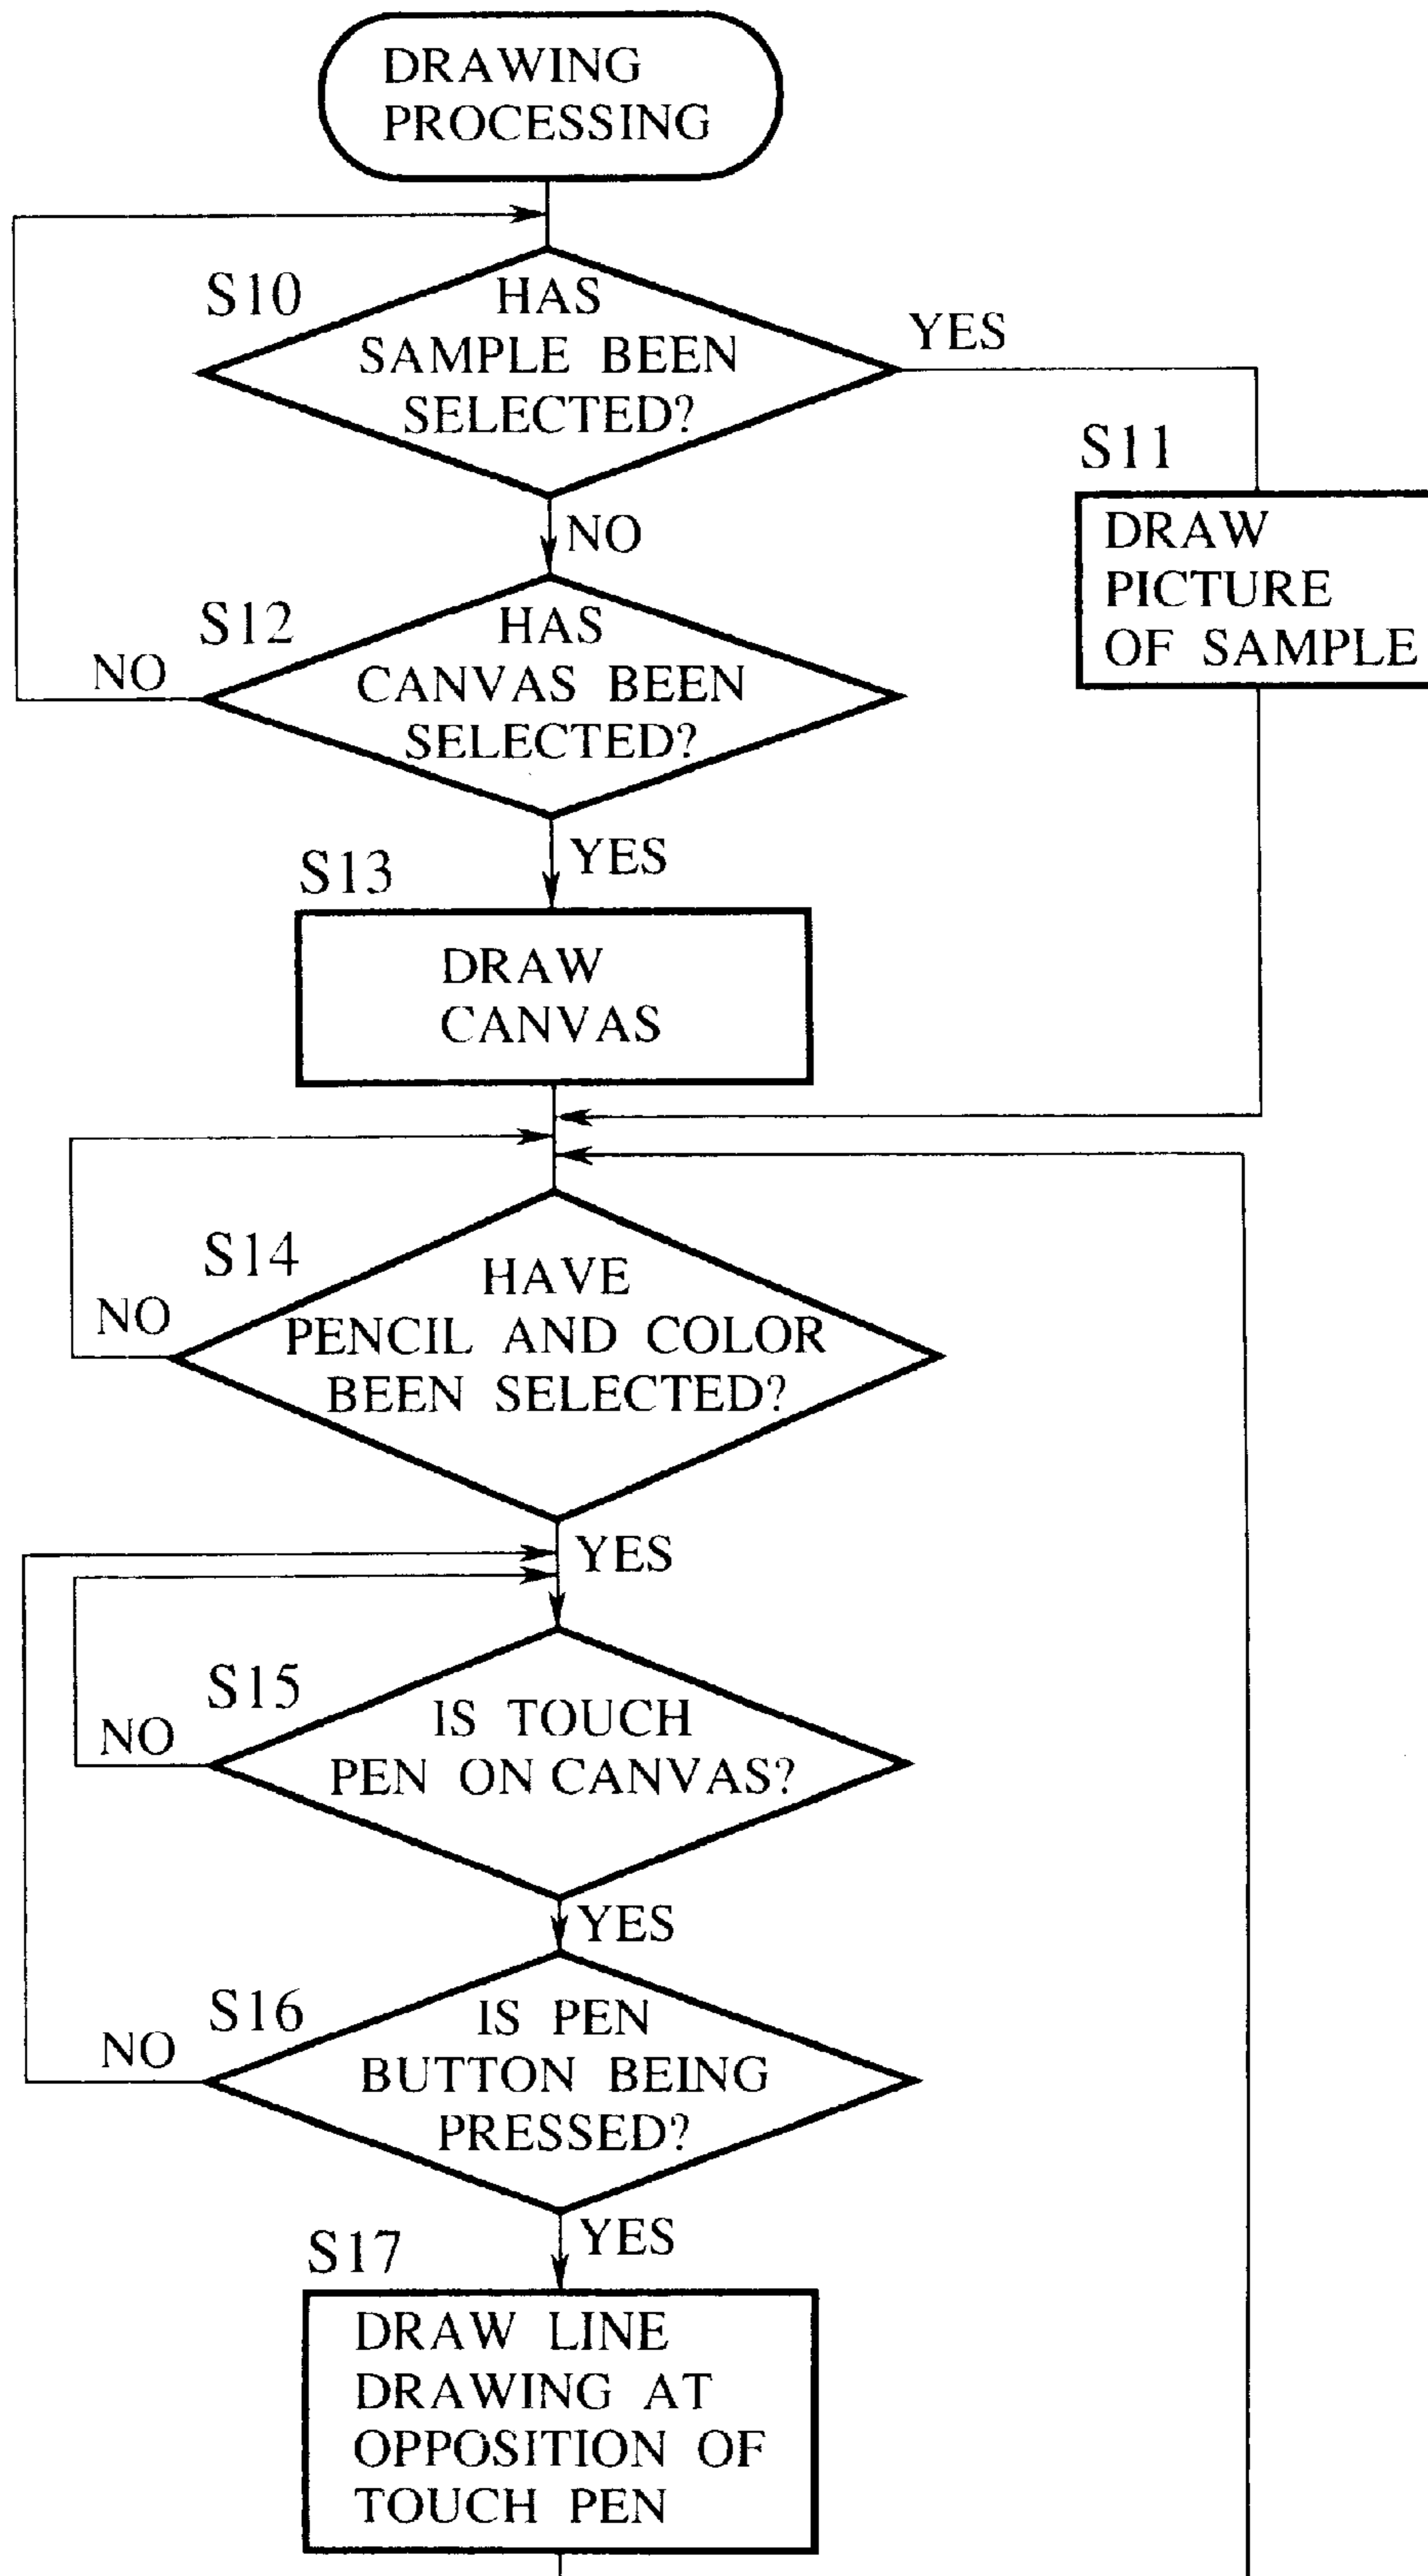 DRAWING
PROCESSING
S10
HAS
SAMPLE BEEN
SELECTED?
YES
S11
DRAW
PICTURE
OF SAMPLE
NO
S12
HAS
CANVAS BEEN
SELECTED?
NO
YES
S13
DRAW
CANVAS
S14
HAVE
PENCIL AND COLOR
BEEN SELECTED?
NO
YES
S15
IS TOUCH
PEN ON CANVAS?
NO
YES
S16
IS PEN
BUTTON BEING
PRESSED?
NO
YES
S17
DRAW LINE
DRAWING AT
OPPOSITION OF
TOUCH PEN